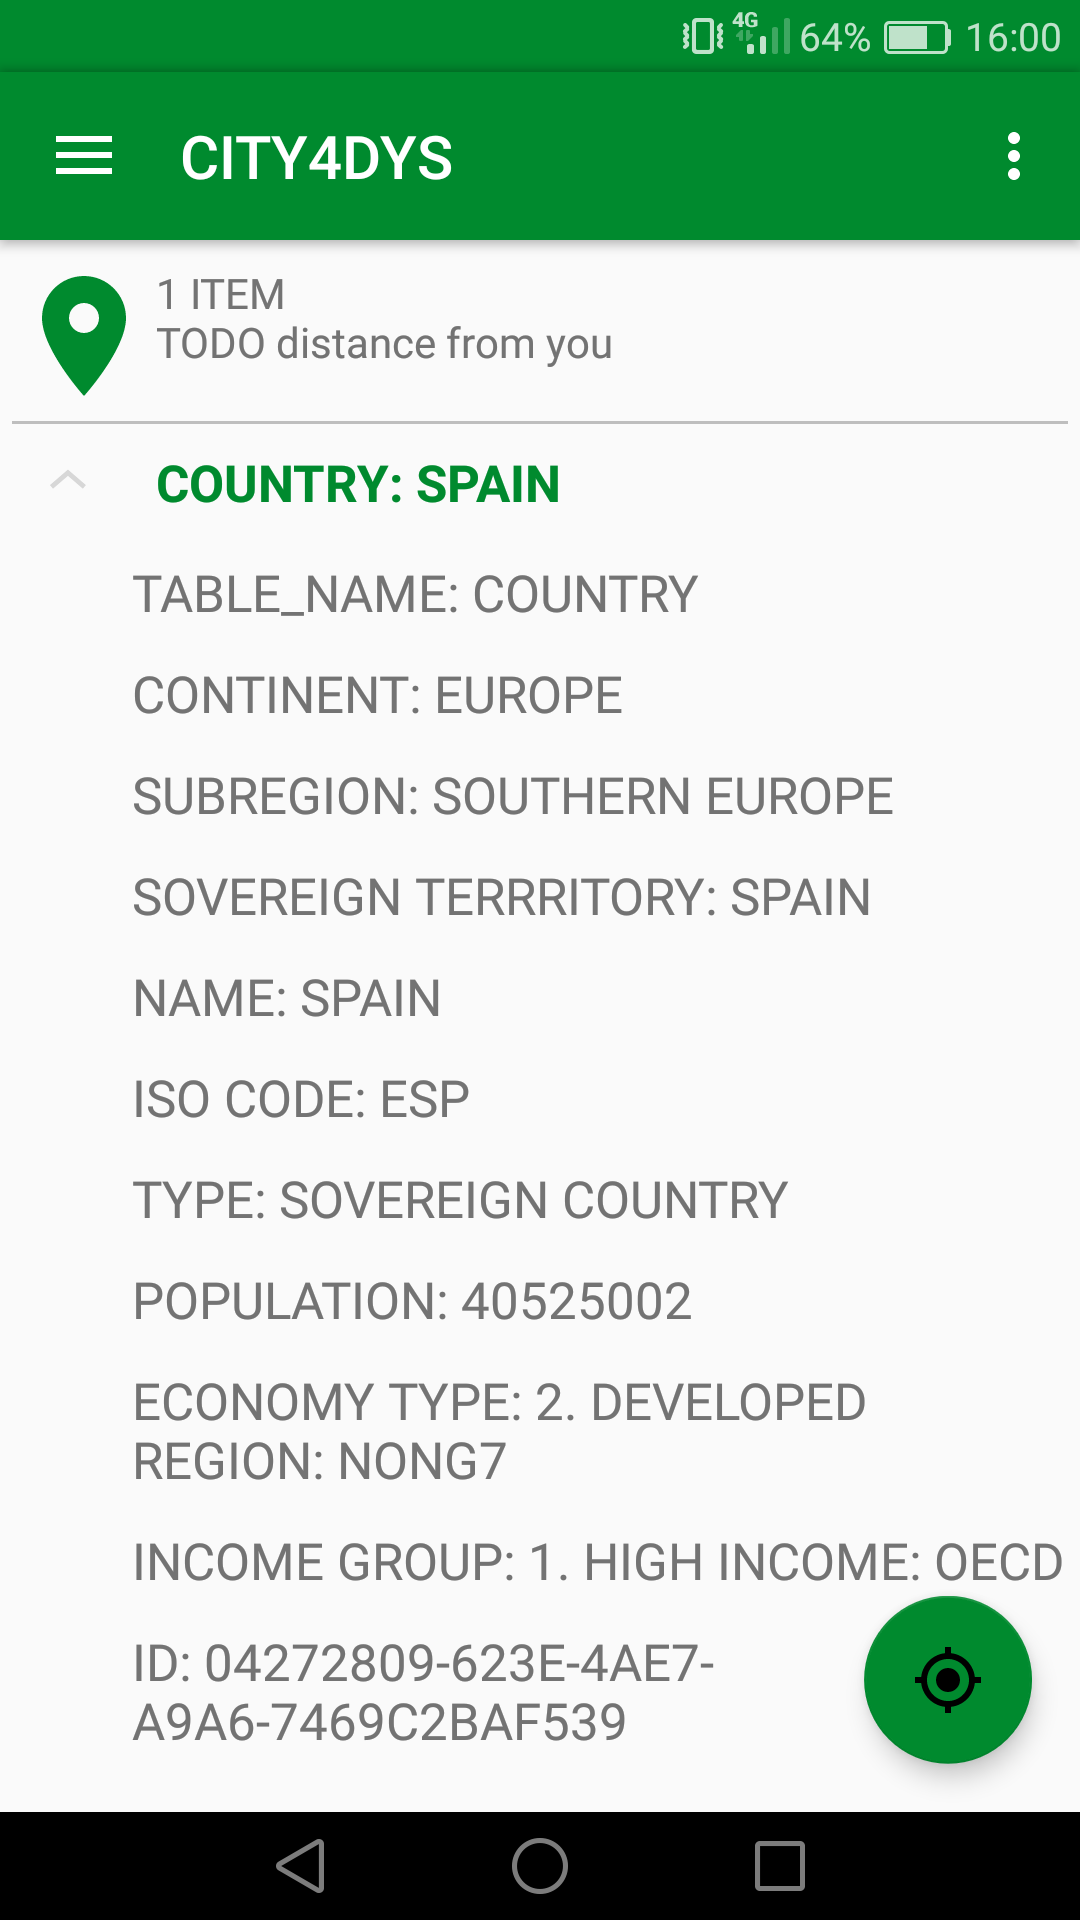 4G 64% 16:00
CITY4DYS
1 ITEM
TODO distance from you
COUNTRY: SPAIN
TABLE_NAME: COUNTRY
CONTINENT: EUROPE
SUBREGION: SOUTHERN EUROPE
SOVEREIGN TERRRITORY: SPAIN
NAME: SPAIN
ISO CODE: ESP
TYPE: SOVEREIGN COUNTRY
POPULATION: 40525002
ECONOMY TYPE: 2. DEVELOPED
REGION: NONG7
INCOME GROUP: 1. HIGH INCOME: OECD
ID: 04272809-623E-4AE7-
A9A6-7469C2BAF539